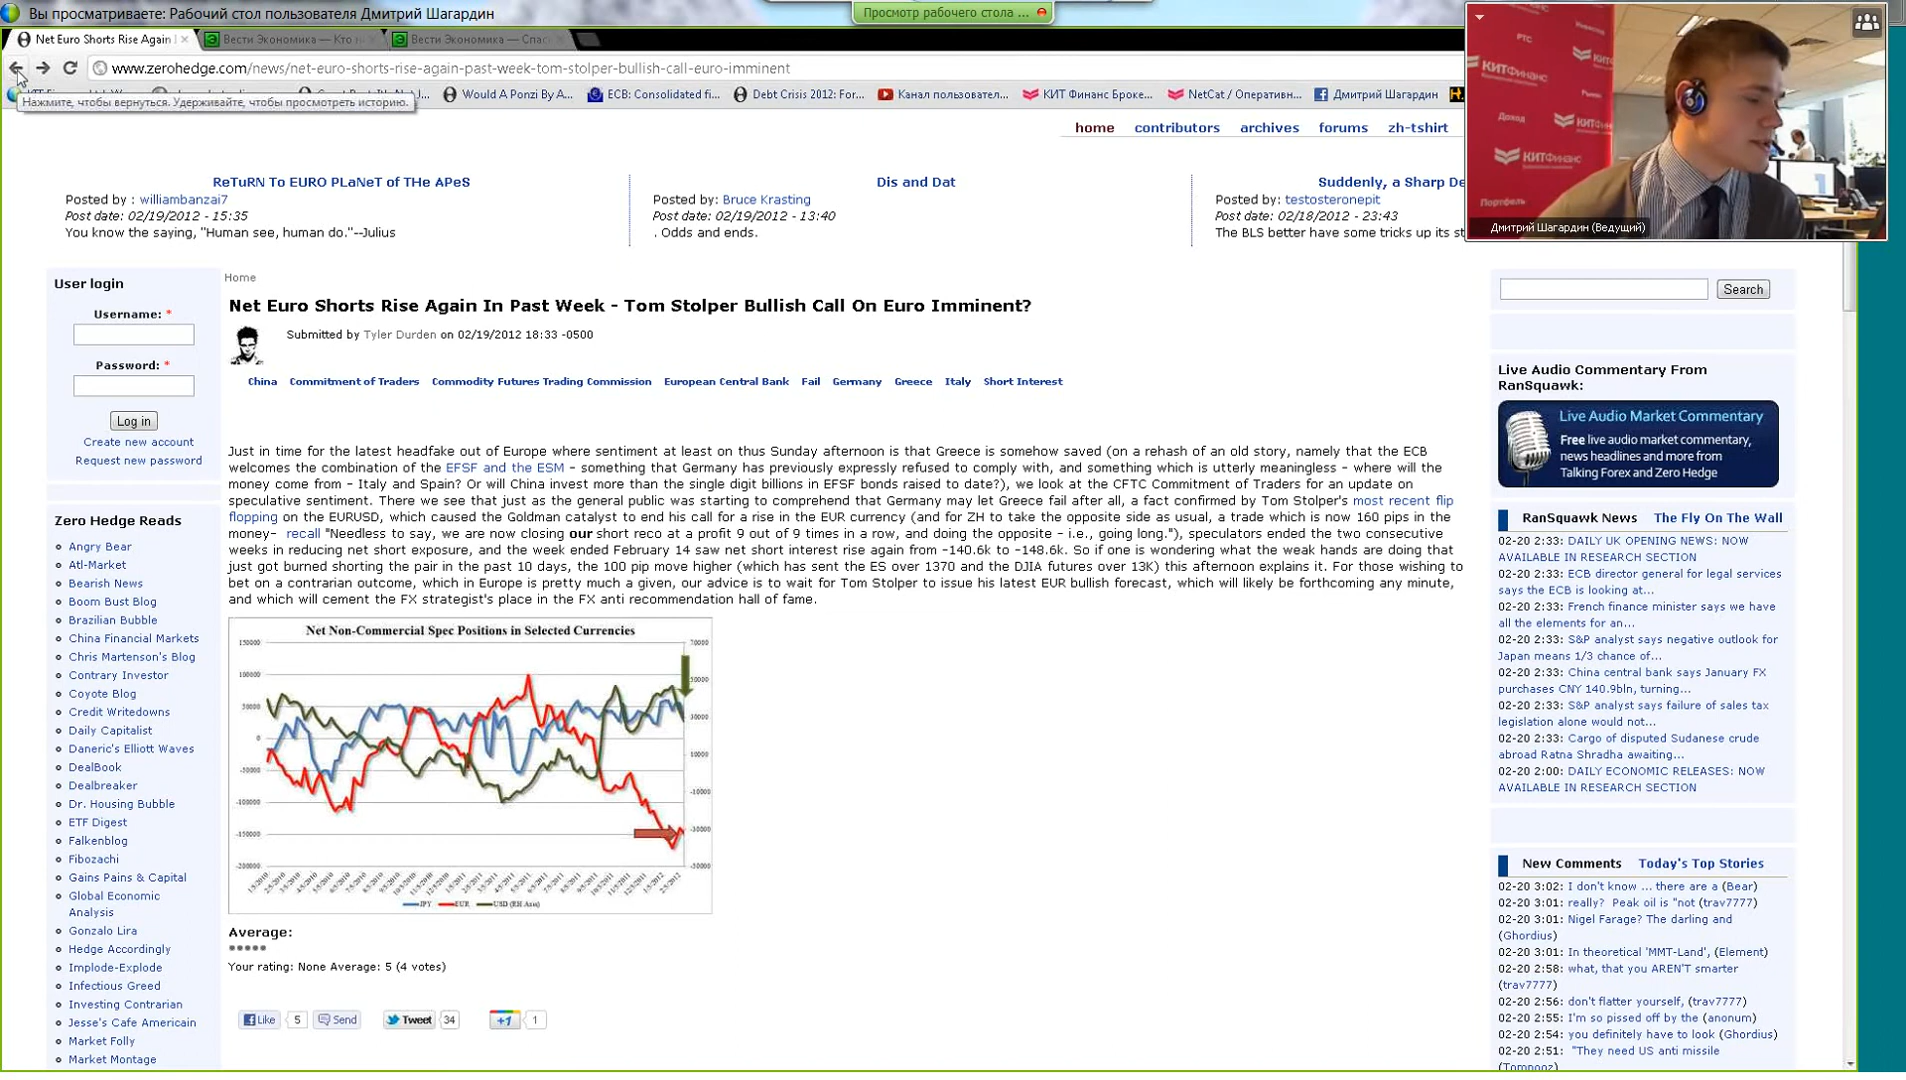 Вы просматриваете: Рабочий стол пользователя Дмитрий Шагардин
Просмотр рабочего стола ...
Net Euro Shorts Rise Again I
Вести Экономика — Кто
Вести Экономика — Спас
www.zerohedge.com/news/net-euro-shorts-rise-again-past-week-tom-stolper-bullish-call-euro-imminent
Нажмите, чтобы вернуться. Удерживайте, чтобы просмотреть историю.
Would A Ponzi By A...
ECB: Consolidated fi...
Debt Crisis 2012: For...
Канал пользовател...
КИТ Финанс Броке...
NetCat / Оператив...
Дмитрий Шагардин
РТС
КИТФинанс
Доход
КИТФинанс
Портфель
Дмитрий Шагардин (Ведущий)
home contributors archives forums zh-tshirt
ReTuRN To EURO PLaNeT of THe APeS
Posted by : williambanzai7
Post date: 02/19/2012 - 15:35
You know the saying, "Human see, human do."--Julius
Dis and Dat
Posted by: Bruce Krasting
Post date: 02/19/2012 - 13:40
. Odds and ends.
Suddenly, a Sharp De
Posted by: testosteronepit
Post date: 02/18/2012 - 23:43
The BLS better have some tricks up its st
User login
Username: *
Password: *
Log in
Create new account
Request new password
Zero Hedge Reads
Angry Bear
Atl-Market
Bearish News
Boom Bust Blog
Brazilian Bubble
China Financial Markets
Chris Martenson's Blog
Contrary Investor
Coyote Blog
Credit Writedowns
Daily Capitalist
Daneric's Elliott Waves
DealBook
Dealbreaker
Dr. Housing Bubble
ETF Digest
Falkenblog
Fibozachi
Gains Pains & Capital
Global Economic
Analysis
Gonzalo Lira
Hedge Accordingly
Implode-Explode
Infectious Greed
Investing Contrarian
Jesse's Cafe Americain
Market Folly
Market Montage
Home
Net Euro Shorts Rise Again In Past Week - Tom Stolper Bullish Call On Euro Imminent?
Submitted by Tyler Durden on 02/19/2012 18:33 -0500
China Commitment of Traders Commodity Futures Trading Commission European Central Bank Fail Germany Greece Italy Short Interest
Just in time for the latest headfake out of Europe where sentiment at least on thus Sunday afternoon is that Greece is somehow saved (on a rehash of an old story, namely that the ECB
welcomes the combination of the EFSF and the ESM - something that Germany has previously expressly refused to comply with, and something which is utterly meaningless - where will the
money come from - Italy and Spain? Or will China invest more than the single digit billions in EFSF bonds raised to date?), we look at the CFTC Commitment of Traders for an update on
speculative sentiment. There we see that just as the general public was starting to comprehend that Germany may let Greece fail after all, a fact confirmed by Tom Stolper's most recent flip
flopping on the EURUSD, which caused the Goldman catalyst to end his call for a rise in the EUR currency (and for ZH to take the opposite side as usual, a trade which is now 160 pips in the
money- recall "Needless to say, we are now closing our short reco at a profit 9 out of 9 times in a row, and doing the opposite - i.e., going long."), speculators ended the two consecutive
weeks in reducing net short exposure, and the week ended February 14 saw net short interest rise again from -140.6k to -148.6k. So if one is wondering what the weak hands are doing that
just got burned shorting the pair in the past 10 days, the 100 pip move higher (which has sent the ES over 1370 and the DJIA futures over 13K) this afternoon explains it. For those wishing to
bet on a contrarian outcome, which in Europe is pretty much a given, our advice is to wait for Tom Stolper to issue his latest EUR bullish forecast, which will likely be forthcoming any minute,
and which will cement the FX strategist's place in the FX anti recommendation hall of fame.
Net Non-Commercial Spec Positions in Selected Currencies
150000
100000
50000
0
-50000
-100000
-150000
-200000
70000
50000
30000
10000
-10000
-30000
-50000
JPY EUR USD (RH Axis)
Average:
Your rating: None Average: 5 (4 votes)
Like 5 Send Tweet 34 +1 1
Search
Live Audio Commentary From
RanSquawk:
Live Audio Market Commentary
Free live audio market commentary,
news headlines and more from
Talking Forex and Zero Hedge
RanSquawk News The Fly On The Wall
02-20 2:33: DAILY UK OPENING NEWS: NOW
AVAILABLE IN RESEARCH SECTION
02-20 2:33: ECB director general for legal services
says the ECB is looking at...
02-20 2:33: French finance minister says we have
all the elements for an...
02-20 2:33: S&P analyst says negative outlook for
Japan means 1/3 chance of...
02-20 2:33: China central bank says January FX
purchases CNY 140.9bln, turning...
02-20 2:33: S&P analyst says failure of sales tax
legislation alone would not...
02-20 2:33: Cargo of disputed Sudanese crude
abroad Ratna Shradha awaiting...
02-20 2:00: DAILY ECONOMIC RELEASES: NOW
AVAILABLE IN RESEARCH SECTION
New Comments Today's Top Stories
02-20 3:02: I don't know ... there are a (Bear)
02-20 3:01: really? Peak oil is "not (trav7777)
02-20 3:01: Nigel Farage? The darling and
(Ghordius)
02-20 3:01: In theoretical 'MMT-Land', (Element)
02-20 2:58: what, that you AREN'T smarter
(trav7777)
02-20 2:56: don't flatter yourself, (trav7777)
02-20 2:55: I'm so pissed off by the (anonum)
02-20 2:54: you definitely have to look (Ghordius)
02-20 2:51: "They need US anti missile
(Tompooz)